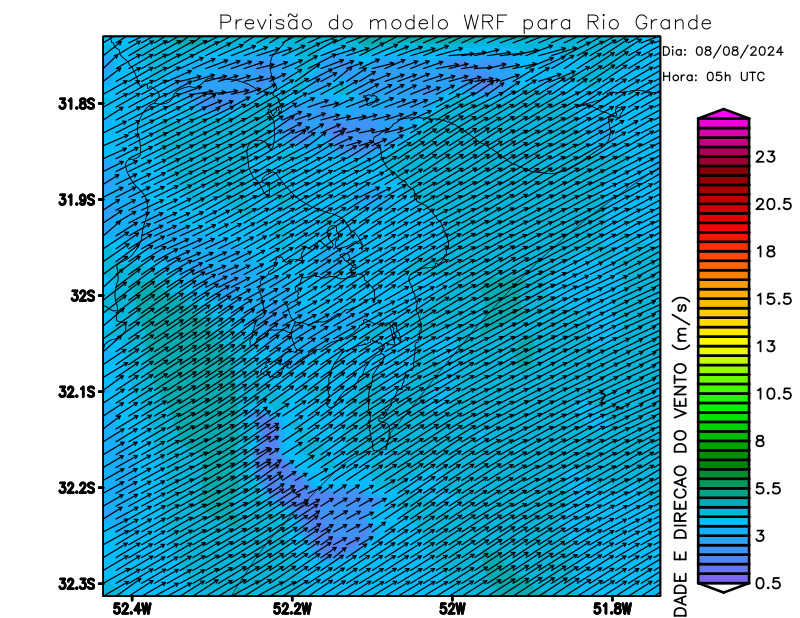 Previsão do modelo WRF para Rio Grande
Dia: 08/08/2024
Hora: 05h UTC
31.8S
31.9S
32S
32.1S
32.2S
32.3S
52.4W
52.2W
52W
51.8W
DADE E DIRECAO DO VENTO (m/s)
23
20.5
18
15.5
13
10.5
8
5.5
3
0.5